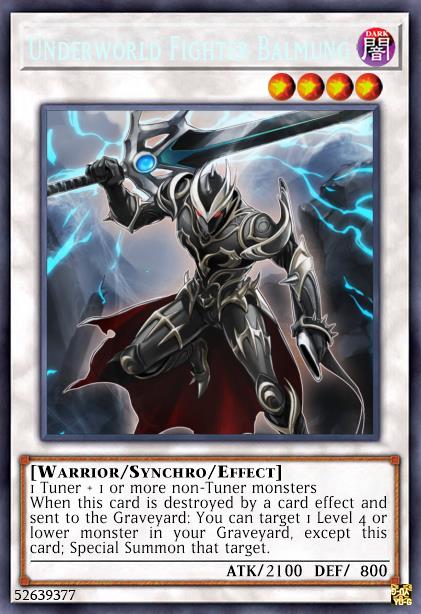 Underworld Fighter Balmung
DARK
闇
[Warrior/Synchro/Effect]
1 Tuner + 1 or more non-Tuner monsters
When this card is destroyed by a card effect and
sent to the Graveyard: You can target 1 Level 4 or
lower monster in your Graveyard, except this
card; Special Summon that target.
ATK/2100 DEF/ 800
52639377